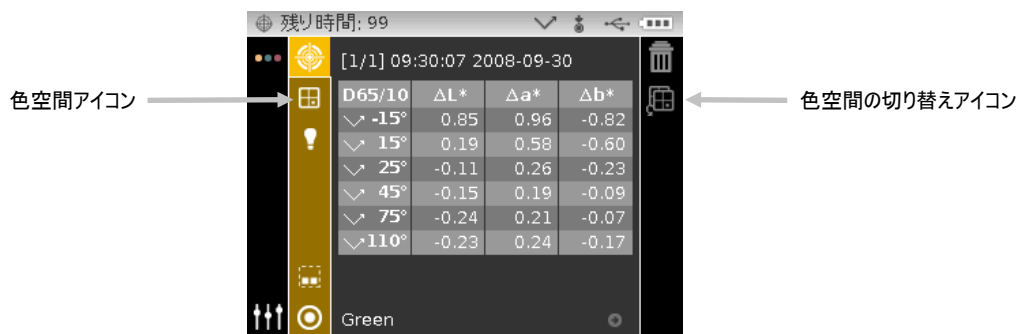 残り時間: 99
[1/1] 09:30:07 2008-09-30
色空間アイコン
色空間の切り替えアイコン
D65/10 ΔL* Δa* Δb*
-15° 0.85 0.96 -0.82
15° 0.19 0.58 -0.60
25° -0.11 0.26 -0.23
45° -0.15 0.19 -0.09
75° -0.24 0.21 -0.07
110° -0.23 0.24 -0.17
Green